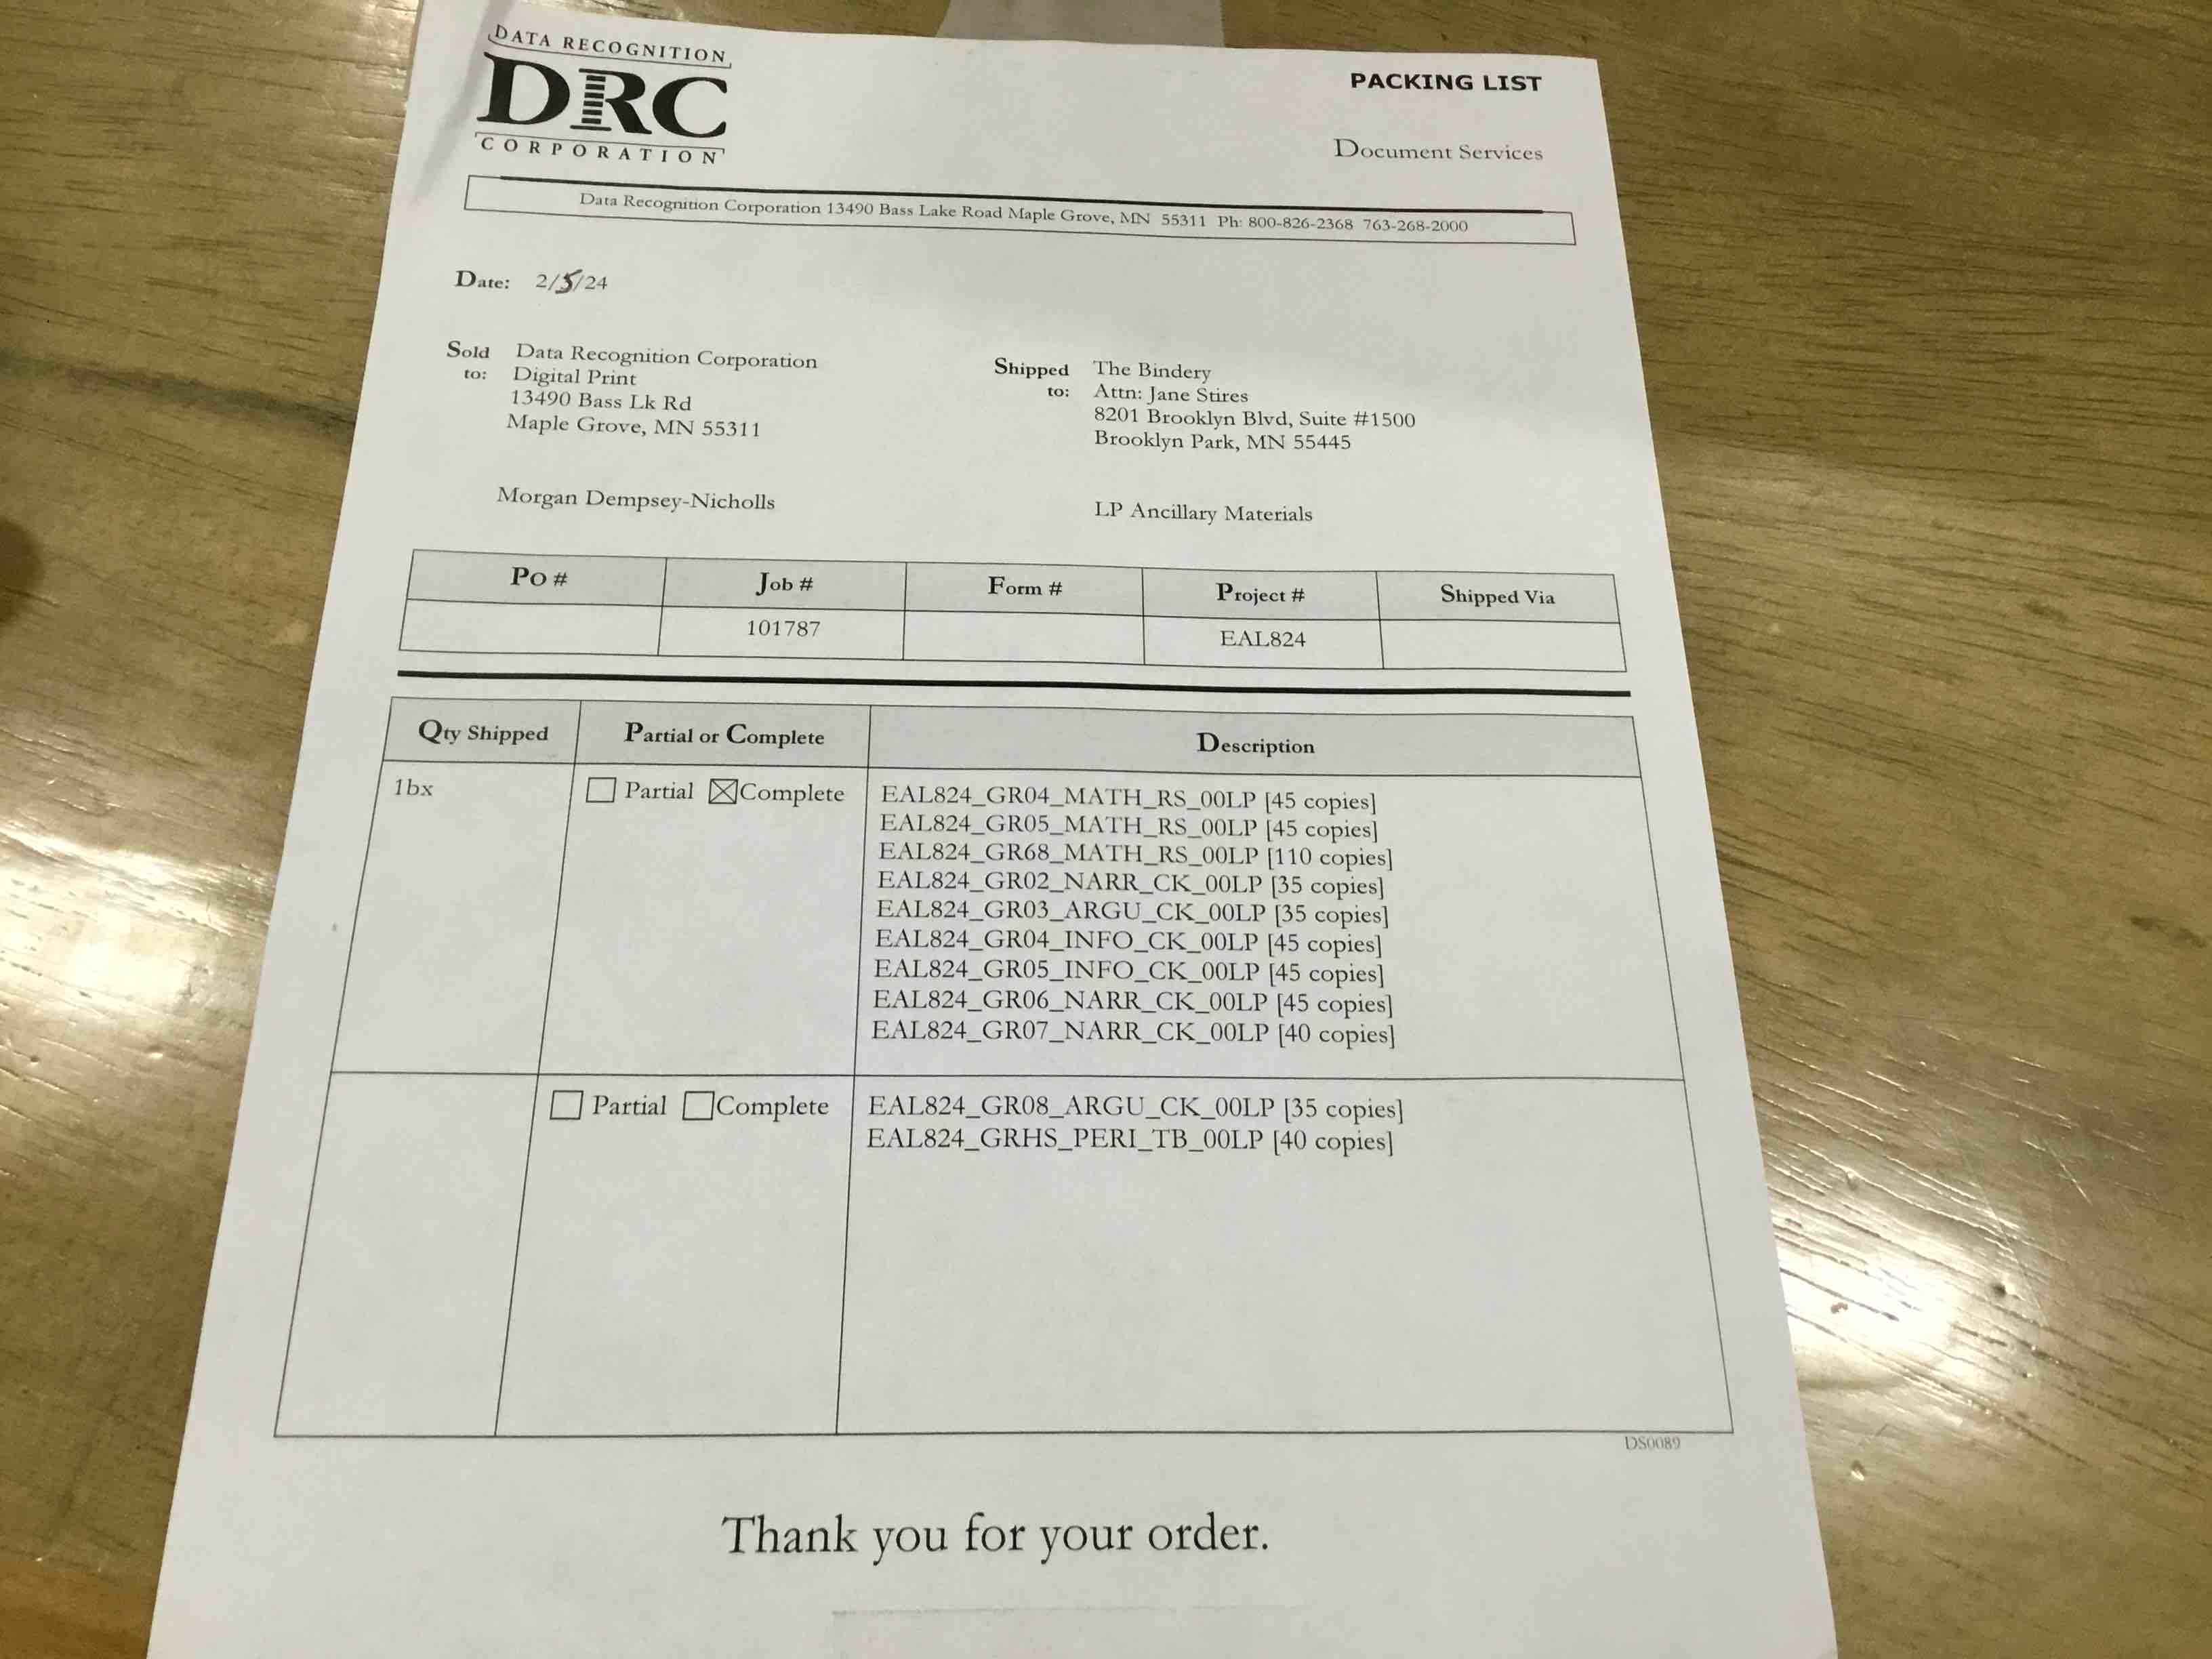 DATA RECOGNITION
DRC
CORPORATION
PACKING LIST
Document Services
Data Recognition Corporation 13490 Bass Lake Road Maple Grove, MN 55311 Ph: 800-826-2368 763-268-2000
Date: 2/5/24
Sold to: Data Recognition Corporation
Digital Print
13490 Bass Lk Rd
Maple Grove, MN 55311
Morgan Dempsey-Nicholls
Shipped to: The Bindery
Attn: Jane Stires
8201 Brooklyn Blvd, Suite #1500
Brooklyn Park, MN 55445
LP Ancillary Materials
PO # Job # Form # Project # Shipped Via
101787 EAL824
Qty Shipped Partial or Complete Description
1bx Partial Complete EAL824_GR04_MATH_RS_00LP [45 copies]
EAL824_GR05_MATH_RS_00LP [45 copies]
EAL824_GR68_MATH_RS_00LP [110 copies]
EAL824_GR02_NARR_CK_00LP [35 copies]
EAL824_GR03_ARGU_CK_00LP [35 copies]
EAL824_GR04_INFO_CK_00LP [45 copies]
EAL824_GR05_INFO_CK_00LP [45 copies]
EAL824_GR06_NARR_CK_00LP [45 copies]
EAL824_GR07_NARR_CK_00LP [40 copies]
Partial Complete EAL824_GR08_ARGU_CK_00LP [35 copies]
EAL824_GRHS_PERI_TB_00LP [40 copies]
DS0089
Thank you for your order.